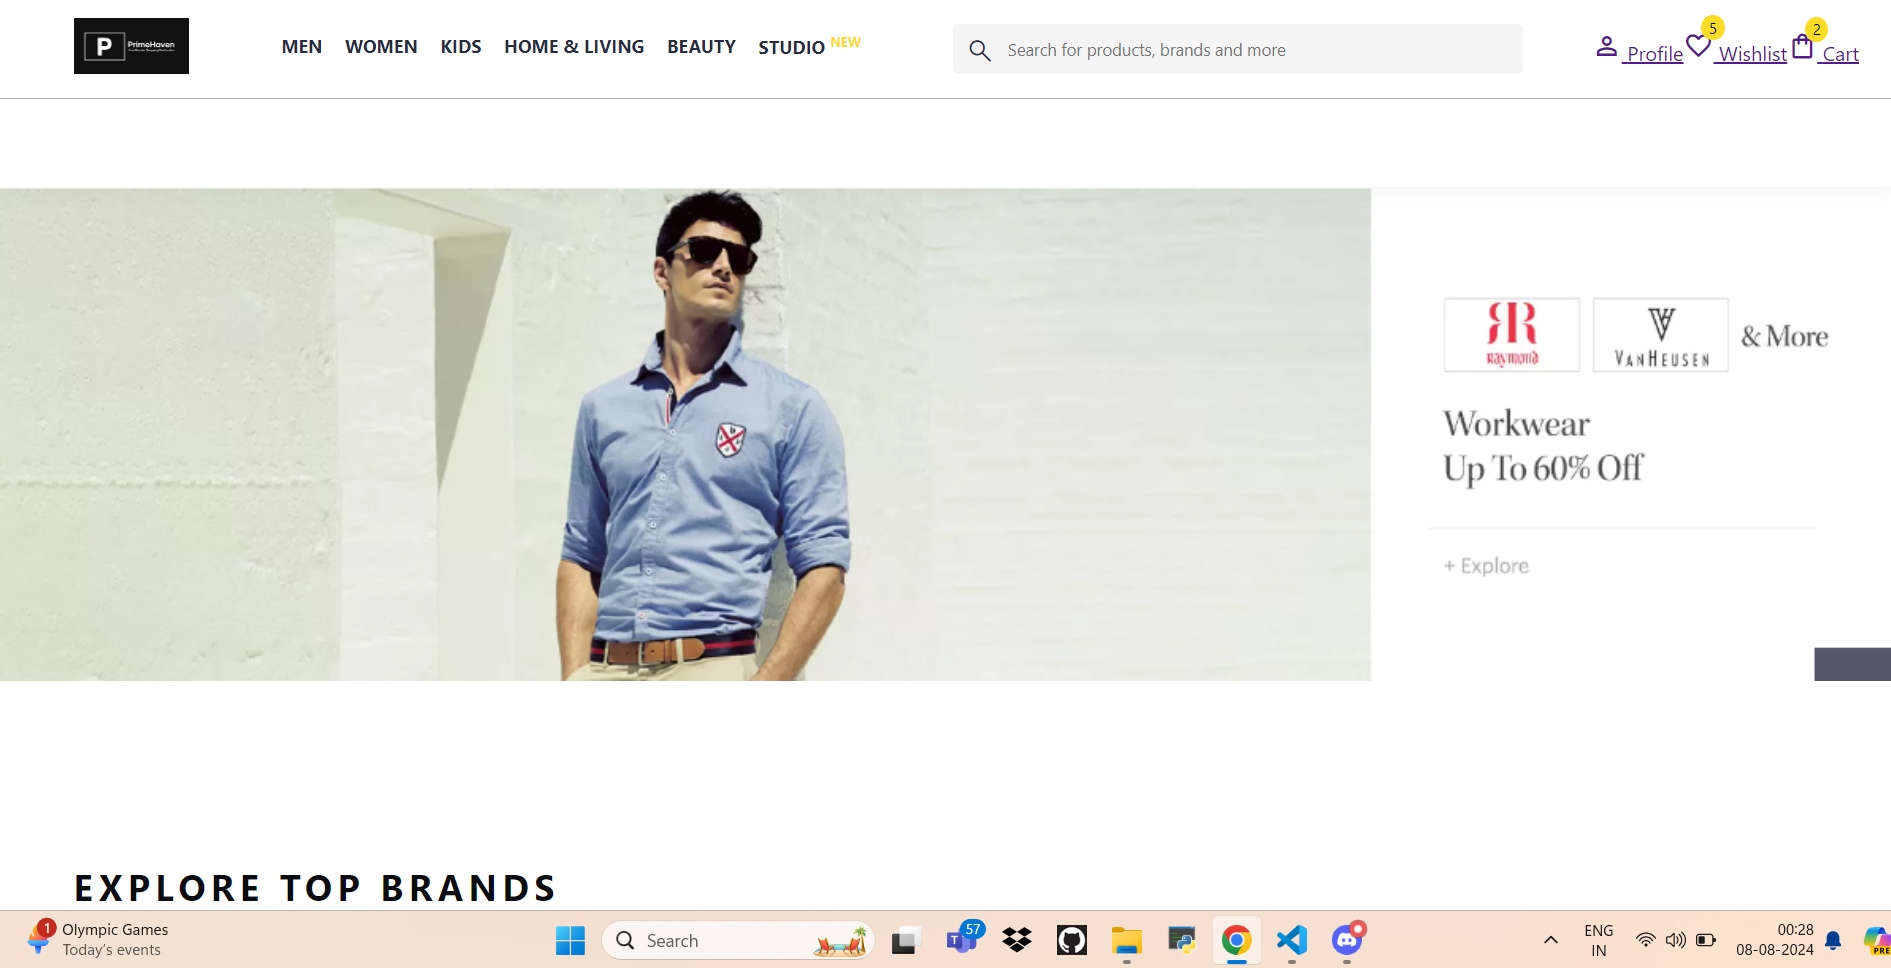 P PrimeHaven
MEN WOMEN KIDS HOME & LIVING BEAUTY STUDIO NEW
Search for products, brands and more
Profile 5 Wishlist 2 Cart
RAYMOND VANHEUSEN & More
Workwear
Up To 60% Off
+ Explore
EXPLORE TOP BRANDS
1 Olympic Games
Today's events
Search
57
ENG
IN
00:28
08-08-2024
PRE